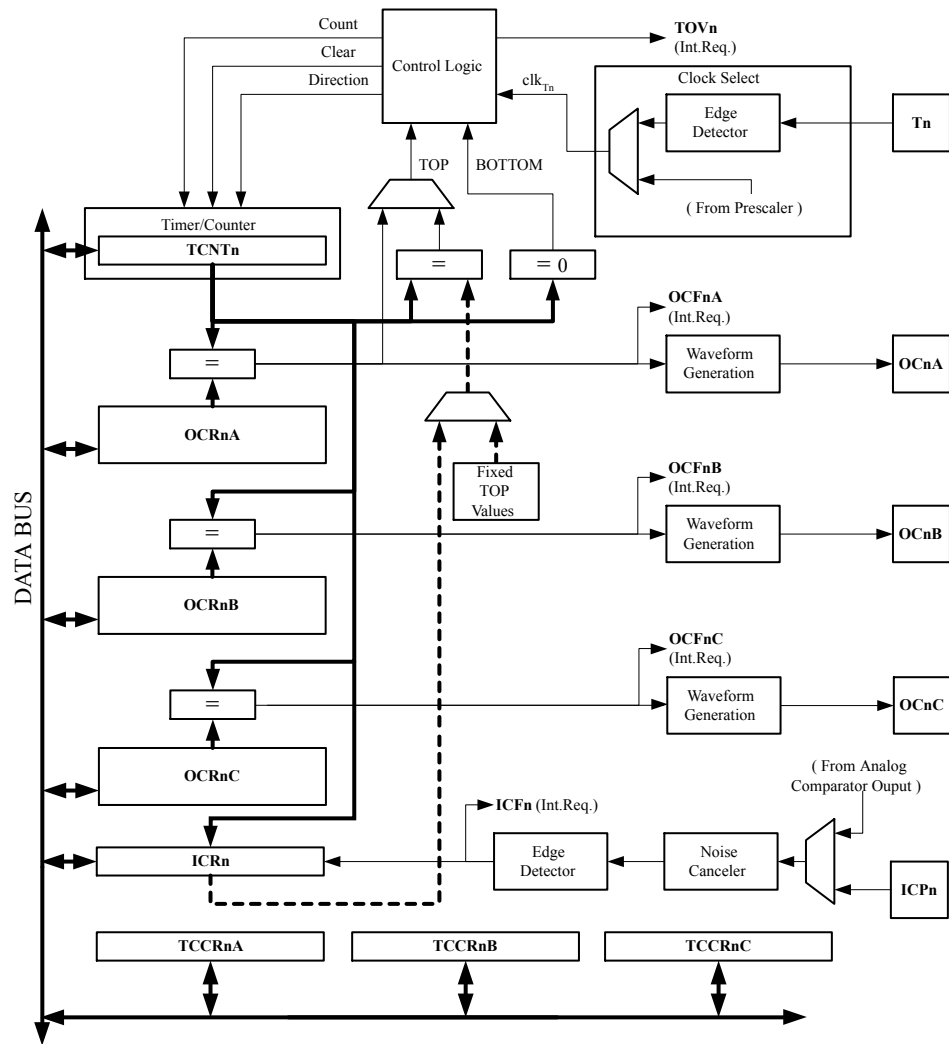 Count
Clear
Direction
Control Logic
TOVn
(Int.Req.)
clkTn
Clock Select
Edge
Detector
Tn
( From Prescaler )
TOP
BOTTOM
Timer/Counter
TCNTn
=
= 0
OCFnA
(Int.Req.)
=
Waveform
Generation
OCnA
OCRnA
Fixed
TOP
Values
OCFnB
(Int.Req.)
=
Waveform
Generation
OCnB
DATA BUS
OCRnB
OCFnC
(Int.Req.)
=
Waveform
Generation
OCnC
OCRnC
( From Analog
Comparator Ouput )
ICFn (Int.Req.)
ICRn
Edge
Detector
Noise
Canceler
ICPn
TCCRnA
TCCRnB
TCCRnC